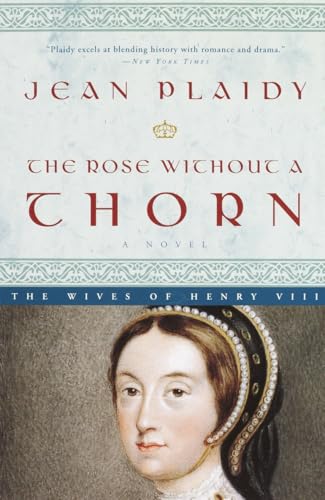 "Plaidy excels at blending history with romance and drama."
—NEW YORK TIMES
JEAN PLAIDY
THE ROSE WITHOUT A
THORN
A NOVEL
THE WIVES OF HENRY VIII